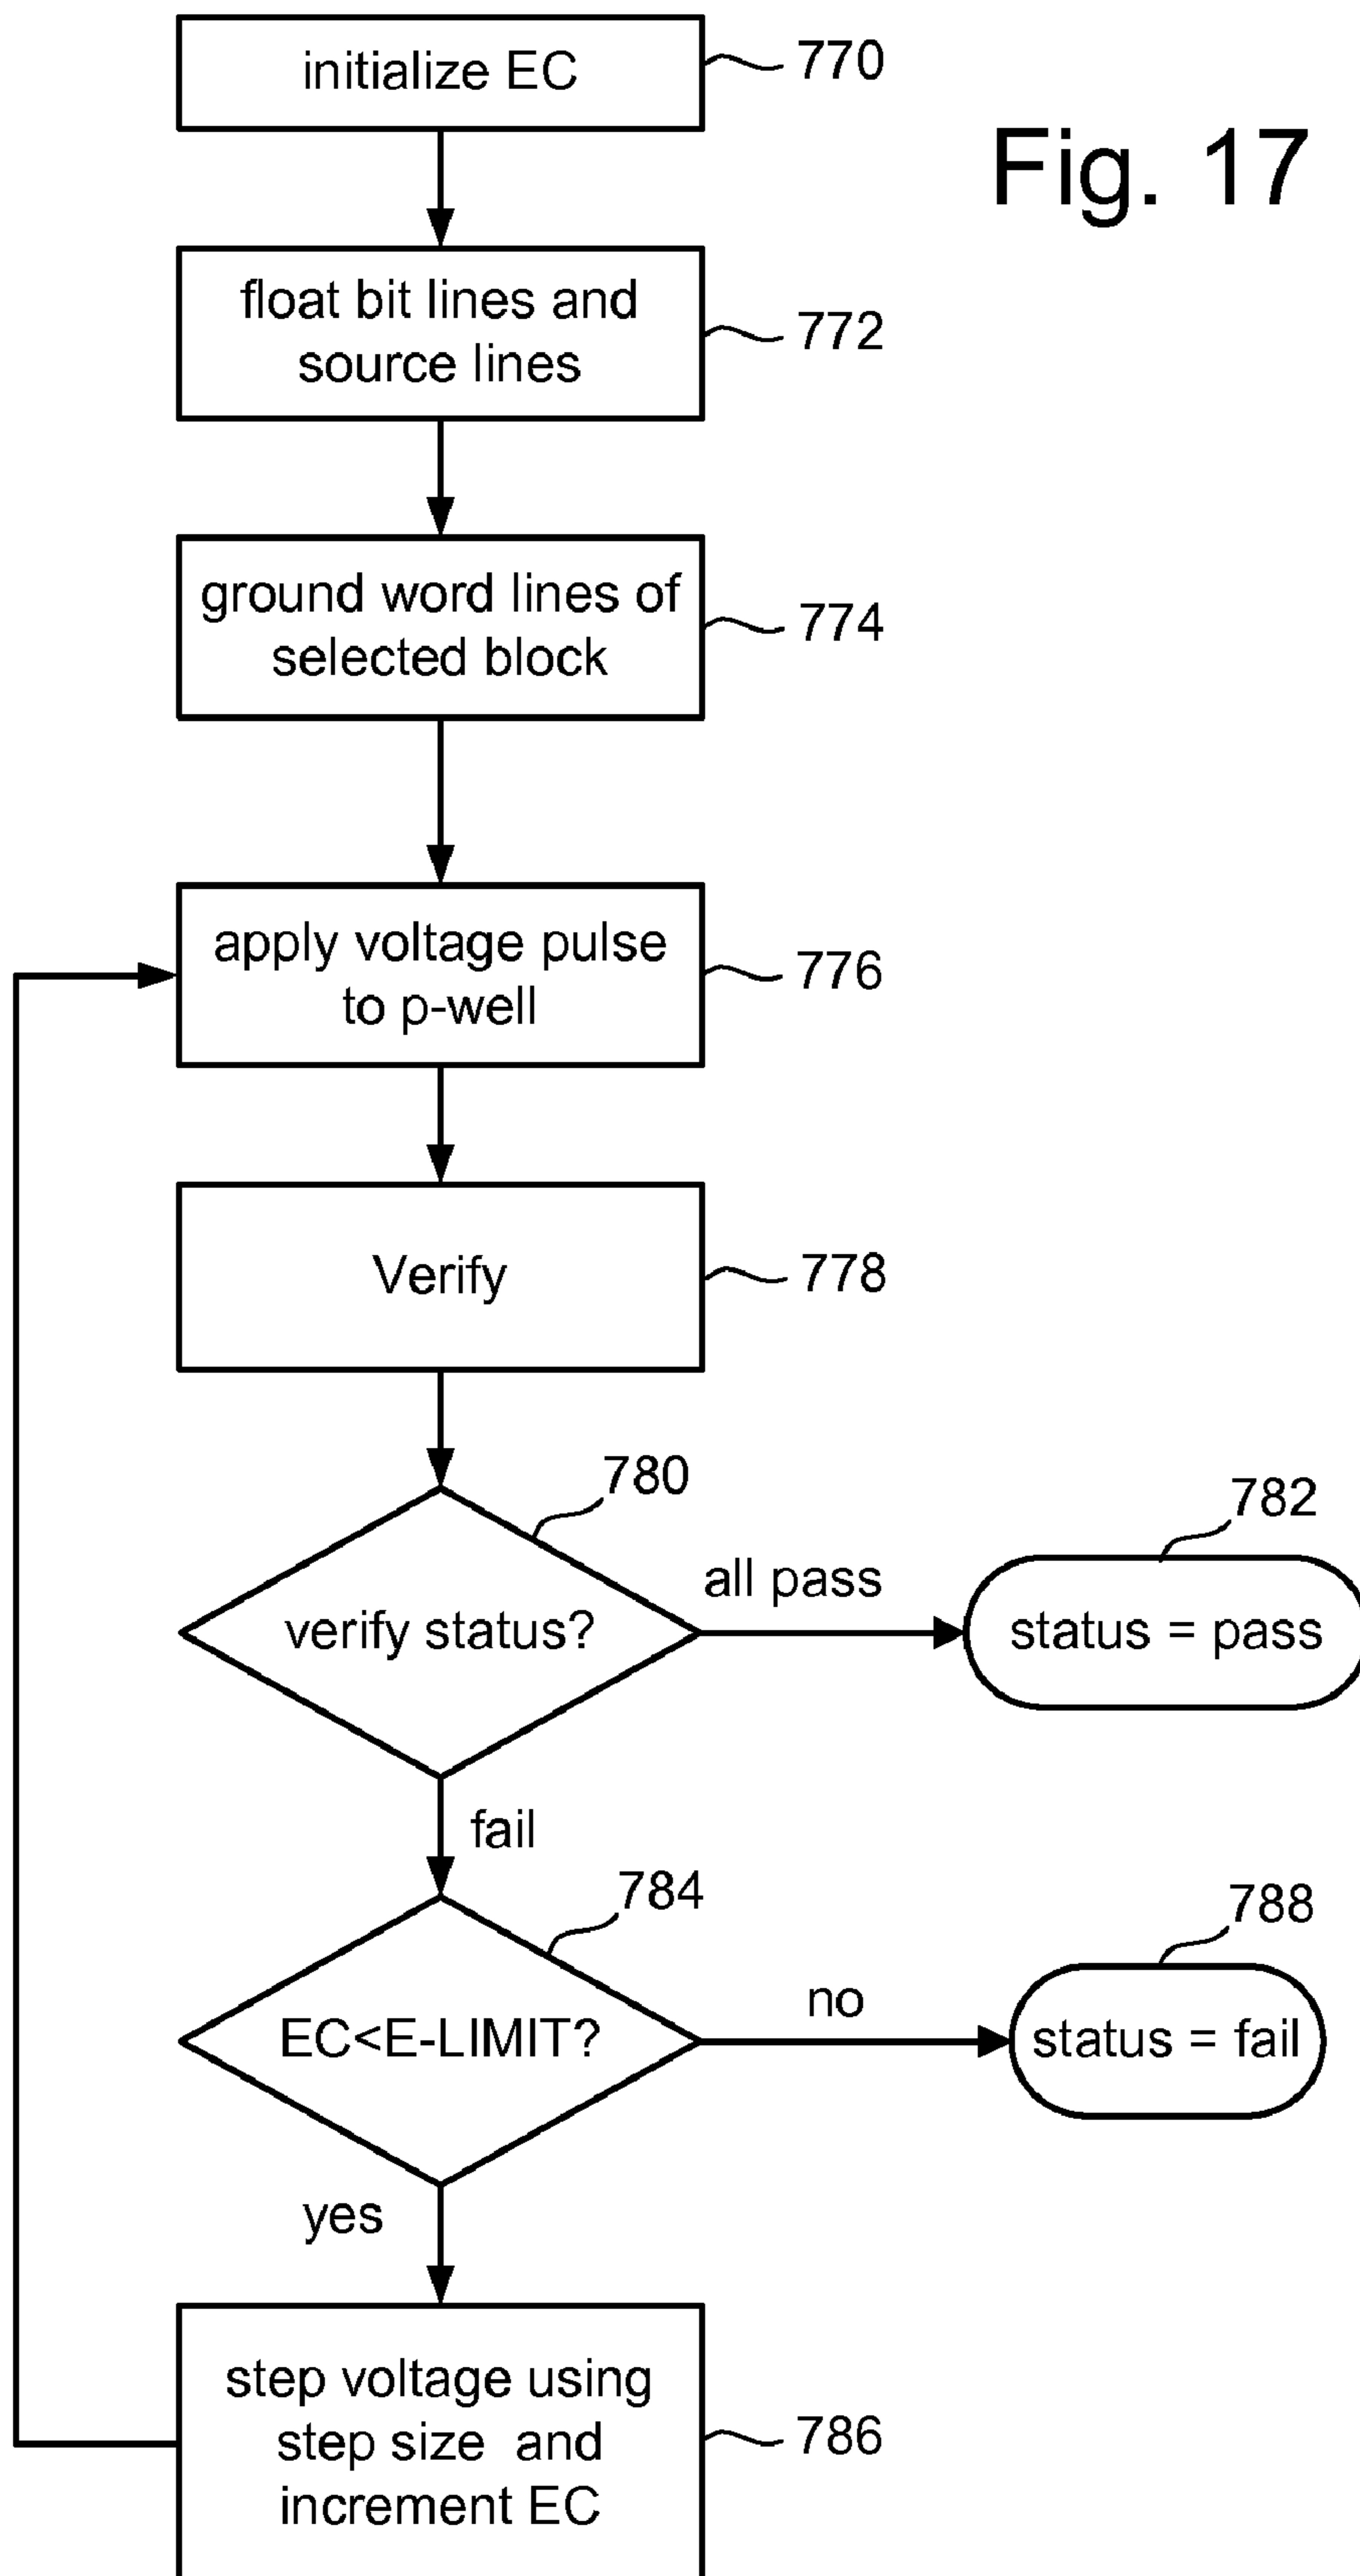 initialize EC
770
Fig. 17
float bit lines and
source lines
772
ground word lines of
selected block
774
apply voltage pulse
to p-well
776
Verify
778
780
verify status?
all pass
782
status = pass
fail
784
EC<E-LIMIT?
no
788
status = fail
yes
step voltage using
step size and
increment EC
786